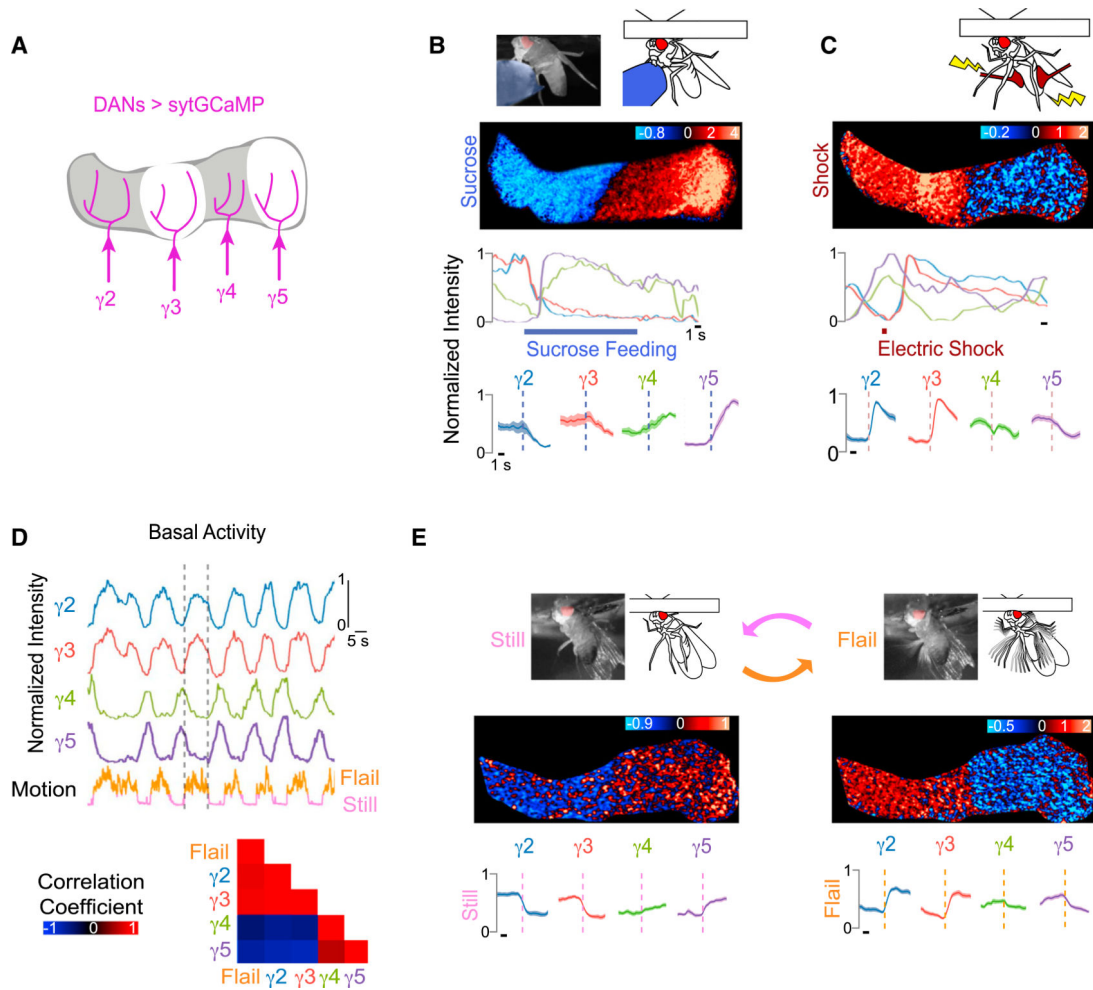 A
DANs > sytGCaMP
γ2
γ3
γ4
γ5
B
-0.8 0 2 4
Sucrose
Normalized Intensity
1
0
1 s
Sucrose Feeding
γ2 γ3 γ4 γ5
1
0
1 s
C
-0.2 0 1 2
Shock
1
0
Electric Shock
γ2 γ3 γ4 γ5
1
0
D
Basal Activity
Normalized Intensity
γ2
γ3
γ4
γ5
1
0
5 s
Motion
Flail
Still
Correlation
Coefficient
-1 0 1
Flail
γ2
γ3
γ4
γ5
Flail γ2 γ3 γ4 γ5
E
Still
Flail
-0.9 0 1
γ2 γ3 γ4 γ5
Still
1
0
-0.5 0 1 2
γ2 γ3 γ4 γ5
Flail
1
0